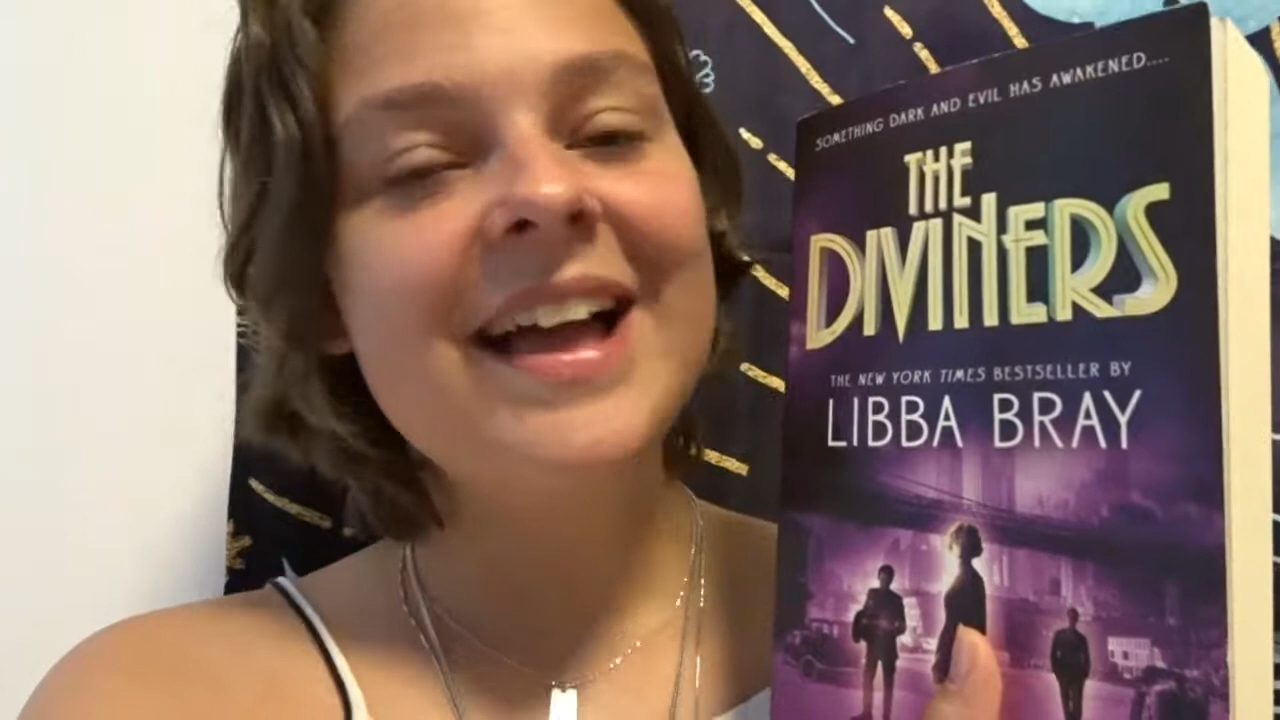 SOMETHING DARK AND EVIL HAS AWAKENED....
THE
DIVINERS
THE NEW YORK TIMES BESTSELLER BY
LIBBA BRAY